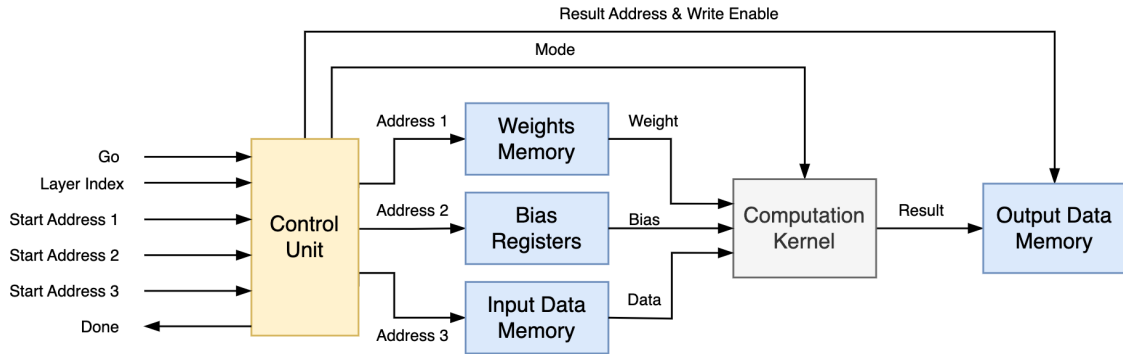 Result Address & Write Enable
Mode
Address 1
Weights
Memory
Weight
Go
Layer Index
Start Address 1
Start Address 2
Start Address 3
Done
Control
Unit
Address 2
Bias
Registers
Bias
Computation
Kernel
Result
Output Data
Memory
Address 3
Input Data
Memory
Data